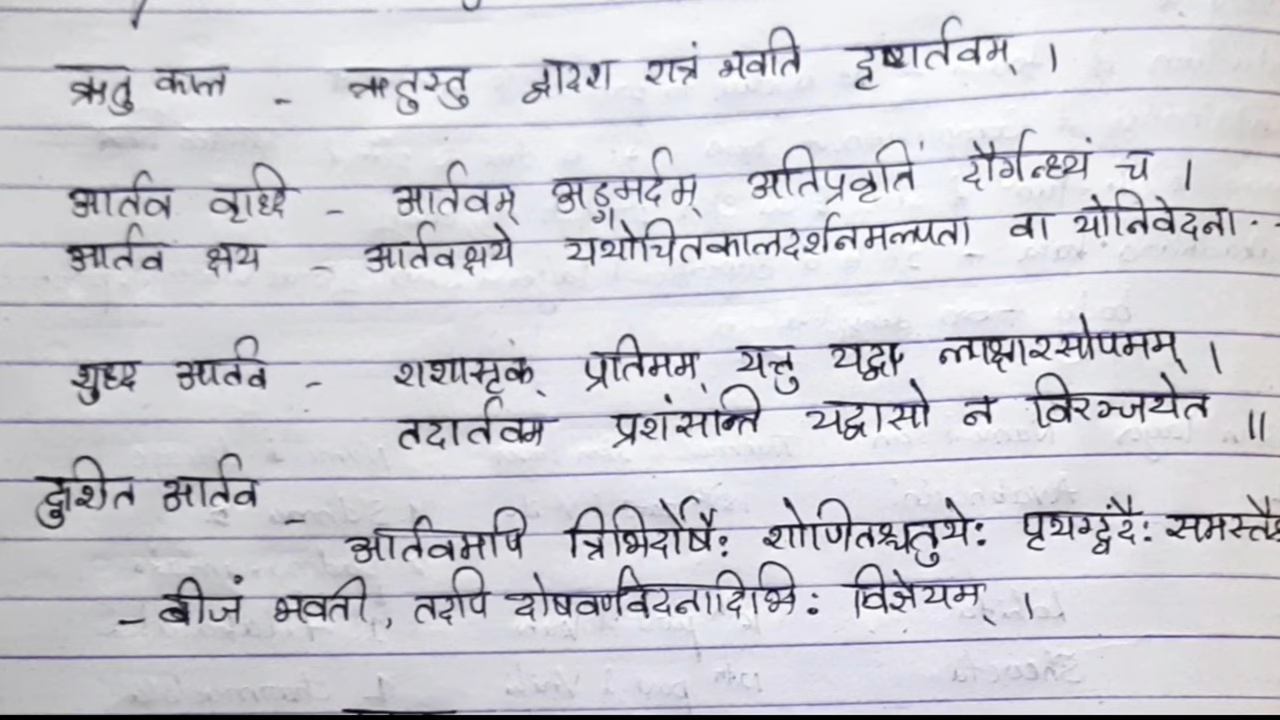 ऋतु काल - ऋतुस्तु द्वादश रात्रं भवति दृष्टार्तवम् ।
आर्तव वृध्दि - आर्तवम् अङ्गमर्दम् अतिप्रवृतिं दौर्गन्ध्यं च ।
आर्तव क्षय - आर्तवक्षये यथोचितकालदर्शनमल्पता वा योनिवेदना
शुध्द आर्तव - शशासृकं प्रतिमम् यत्तु यद्वा लाक्षारसोपमम् ।
तदार्तवम प्रशंसन्ति यद्वासो न विरञ्जयेत ॥
दुशित आर्तव -
आर्तवमपि त्रिभिर्दोषैः शोणितश्चतुथेः पृथग्द्वंदैः समस्तै
- बीजं भवती, तदपि दोषवर्णवेदनादिभिः विज्ञेयम् ।